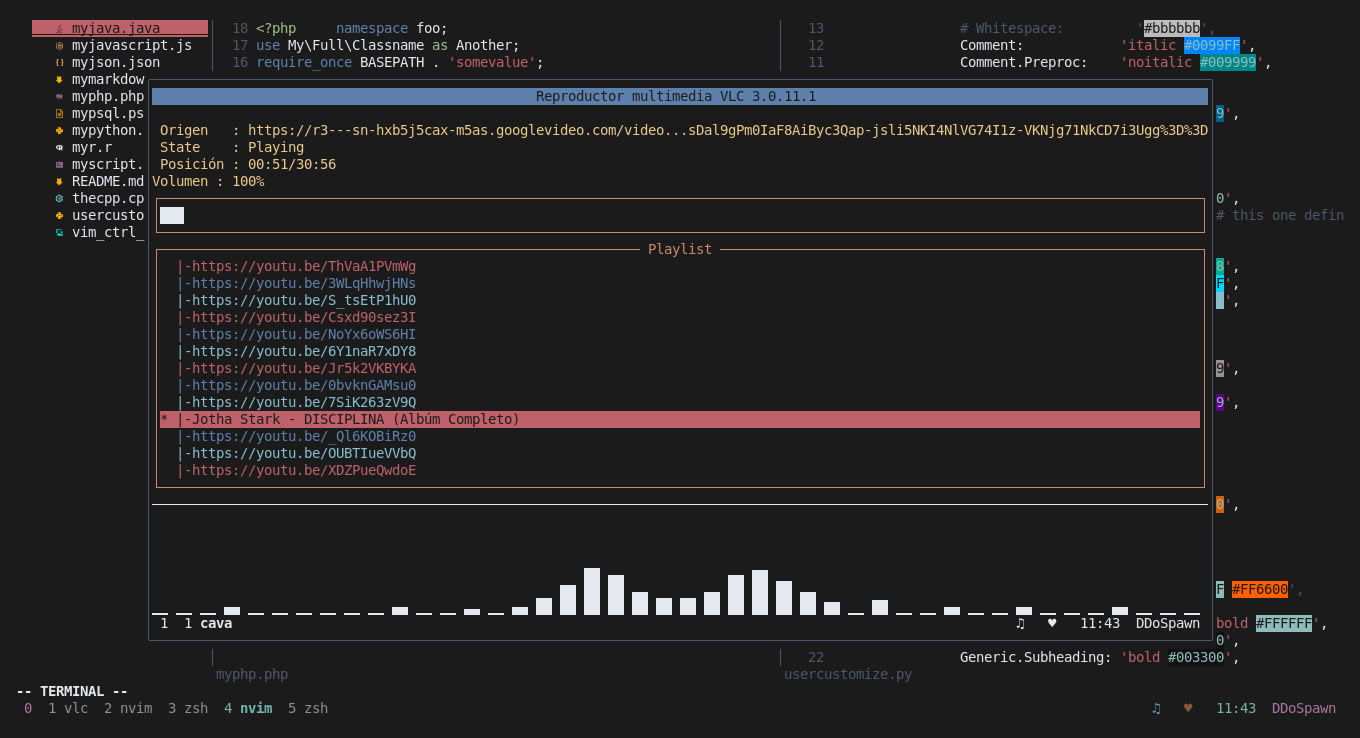 myjava.java 18 <?php namespace foo; 13 # Whitespace: '#bbbbbb',
myjavascript.js 17 use My\Full\Classname as Another; 12 Comment: 'italic #0099FF',
myjson.json 16 require_once BASEPATH . 'somevalue'; 11 Comment.Preproc: 'noitalic #009999',
mymarkdow
myphp.php Reproductor multimedia VLC 3.0.11.1
mypsql.ps 9',
mypython. Origen : https://r3---sn-hxb5j5cax-m5as.googlevideo.com/video...sDal9gPm0IaF8AiByc3Qap-jsli5NKI4NlVG74I1z-VKNjg71NkCD7i3Ugg%3D%3D
myr.r State : Playing
myscript. Posición : 00:51/30:56
README.md Volumen : 100%
thecpp.cp 0',
usercusto # this one defin
vim_ctrl_
Playlist
|-https://youtu.be/ThVaA1PVmWg 8',
|-https://youtu.be/3WLqHhwjHNs F',
|-https://youtu.be/S_tsEtP1hU0 ',
|-https://youtu.be/Csxd90sez3I
|-https://youtu.be/NoYx6oWS6HI
|-https://youtu.be/6Y1naR7xDY8
|-https://youtu.be/Jr5k2VKBYKA 9',
|-https://youtu.be/0bvknGAMsu0
|-https://youtu.be/7SiK263zV9Q 9',
* |-Jotha Stark - DISCIPLINA (Albúm Completo)
|-https://youtu.be/_Ql6KOBiRz0
|-https://youtu.be/OUBTIueVVbQ
|-https://youtu.be/XDZPueQwdoE
0',
F #FF6600',
1 1 cava ♫ ♥ 11:43 DDoSpawn bold #FFFFFF',
0',
22 Generic.Subheading: 'bold #003300',
myphp.php usercustomize.py
-- TERMINAL --
0 1 vlc 2 nvim 3 zsh 4 nvim 5 zsh ♫ ♥ 11:43 DDoSpawn